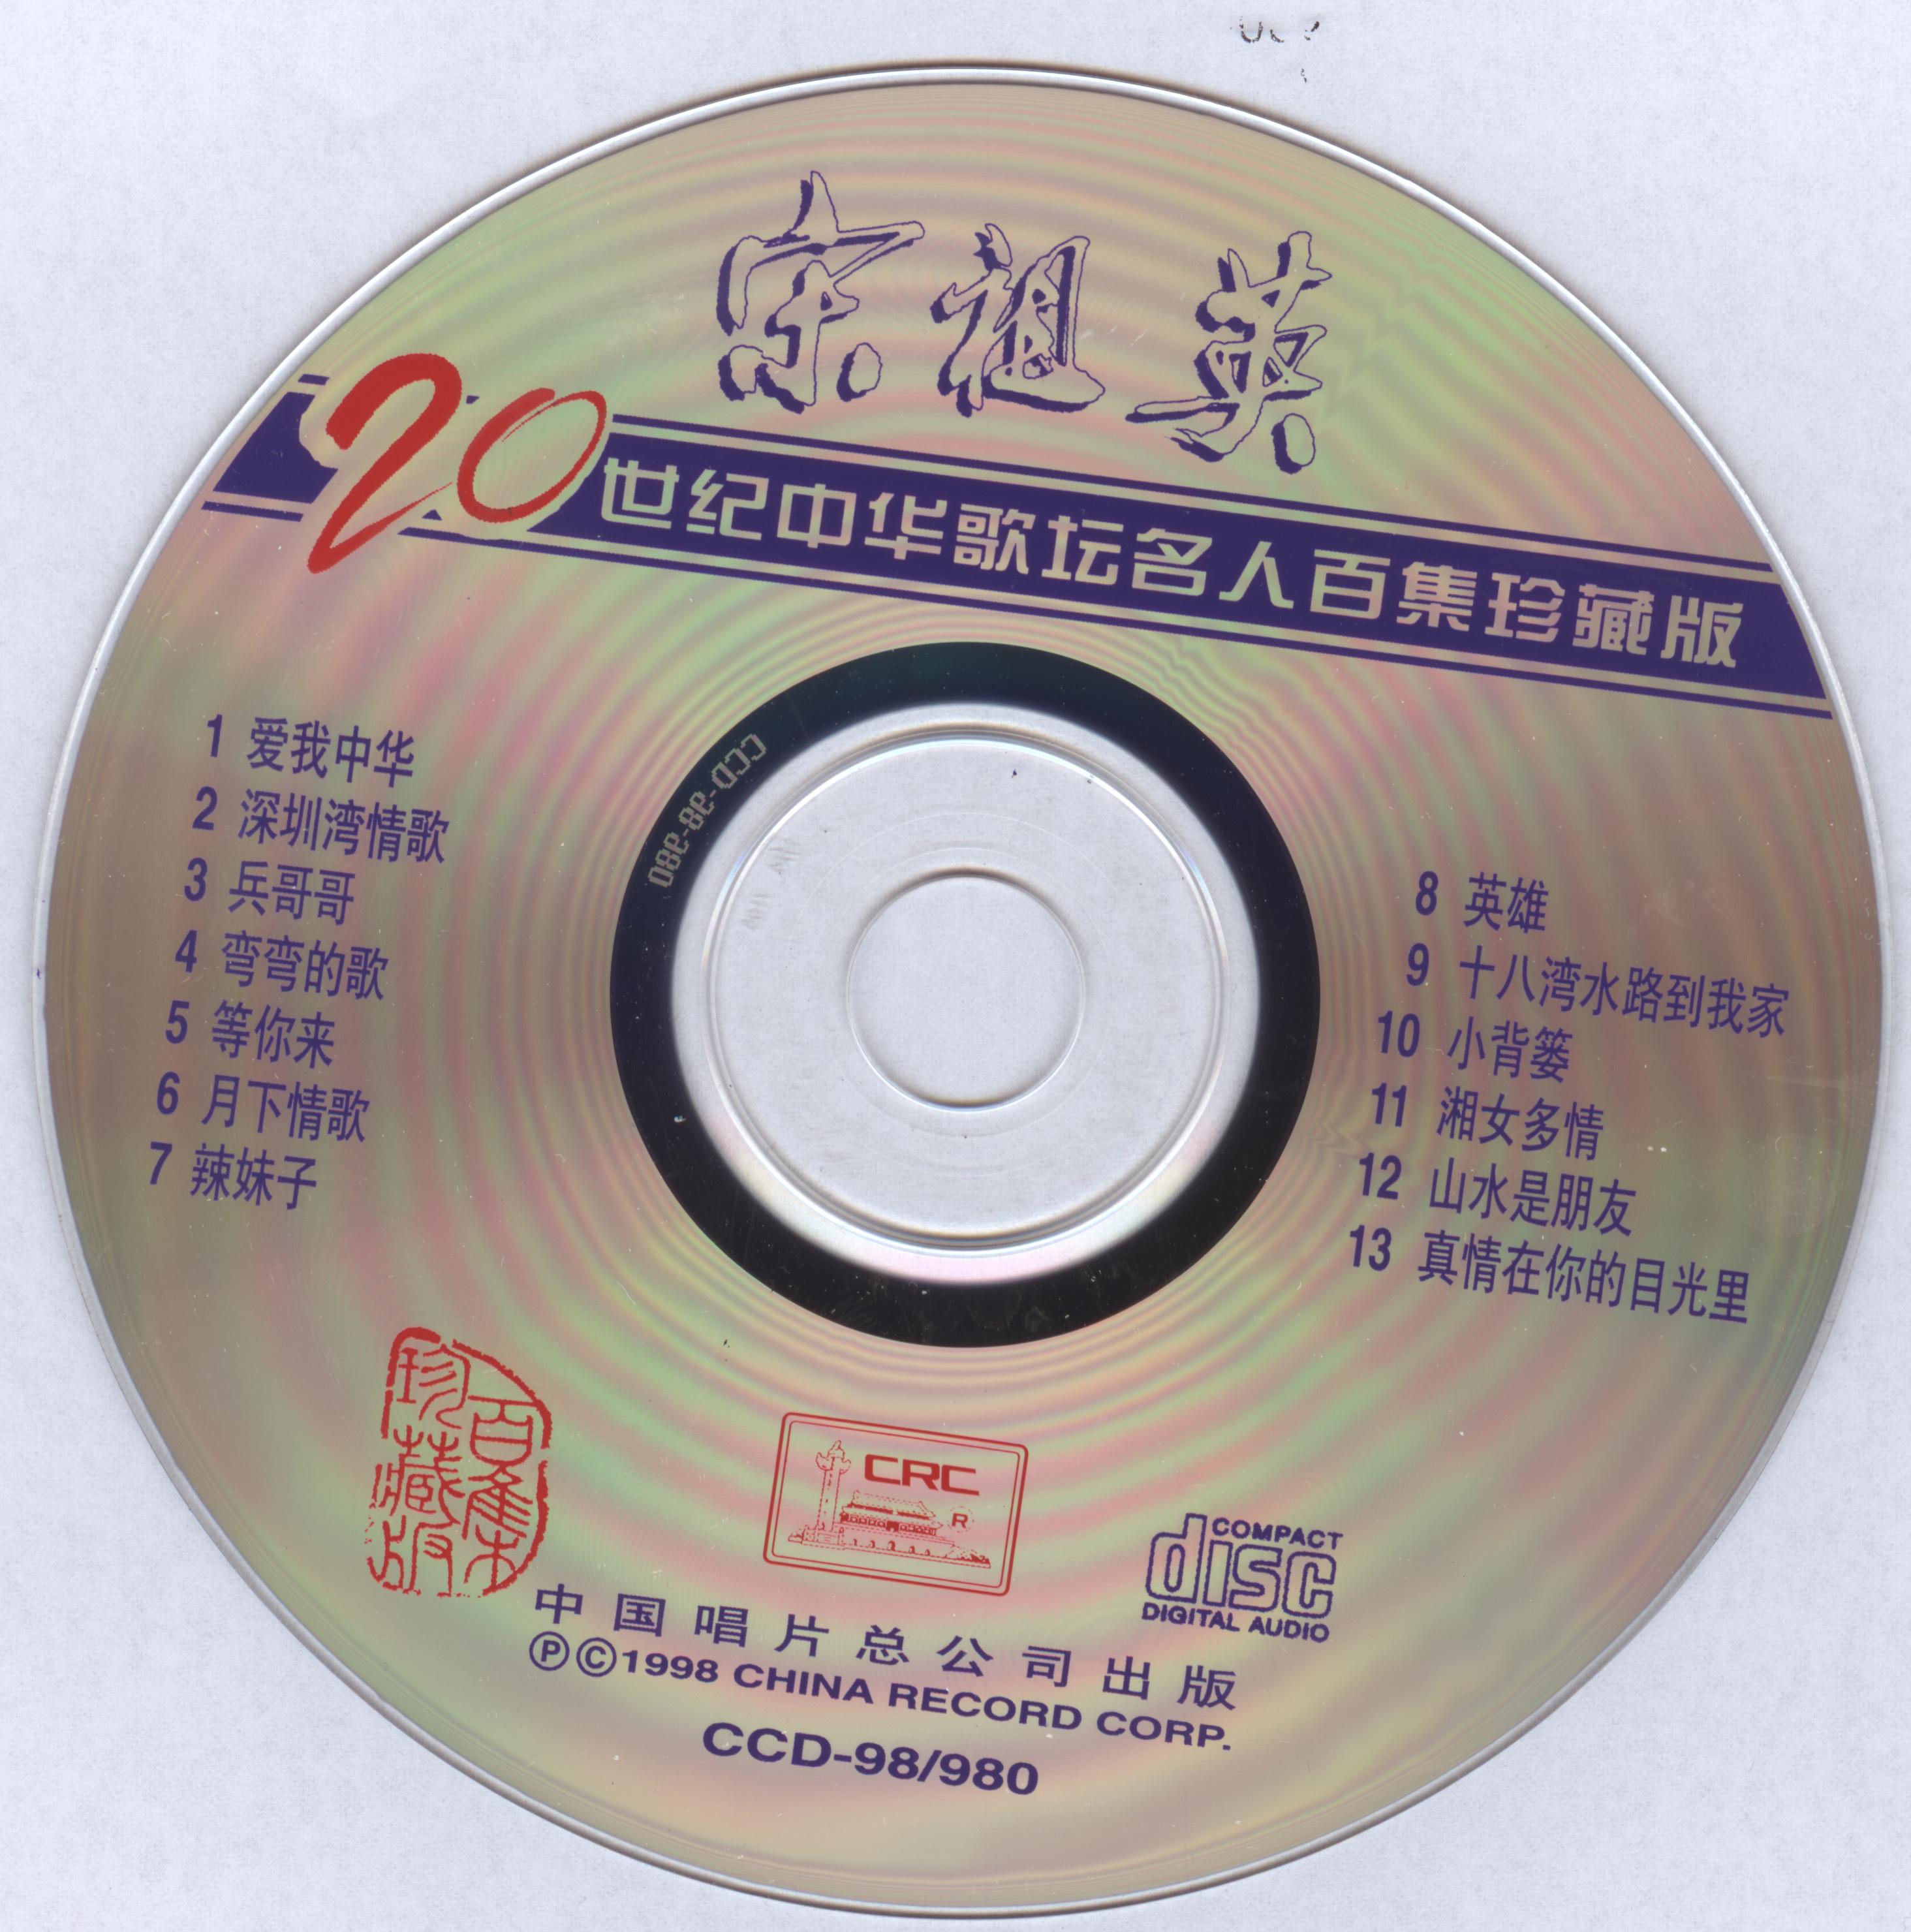 宋祖英
20世纪中华歌坛名人百集珍藏版
CCD-98-980
1 爱我中华
2 深圳湾情歌
3 兵哥哥
4 弯弯的歌
5 等你来
6 月下情歌
7 辣妹子
8 英雄
9 十八湾水路到我家
10 小背篓
11 湘女多情
12 山水是朋友
13 真情在你的目光里
百集
珍藏版
CRC
R
COMPACT
disc
DIGITAL AUDIO
中国唱片总公司出版
ⓅⒸ1998 CHINA RECORD CORP.
CCD-98/980